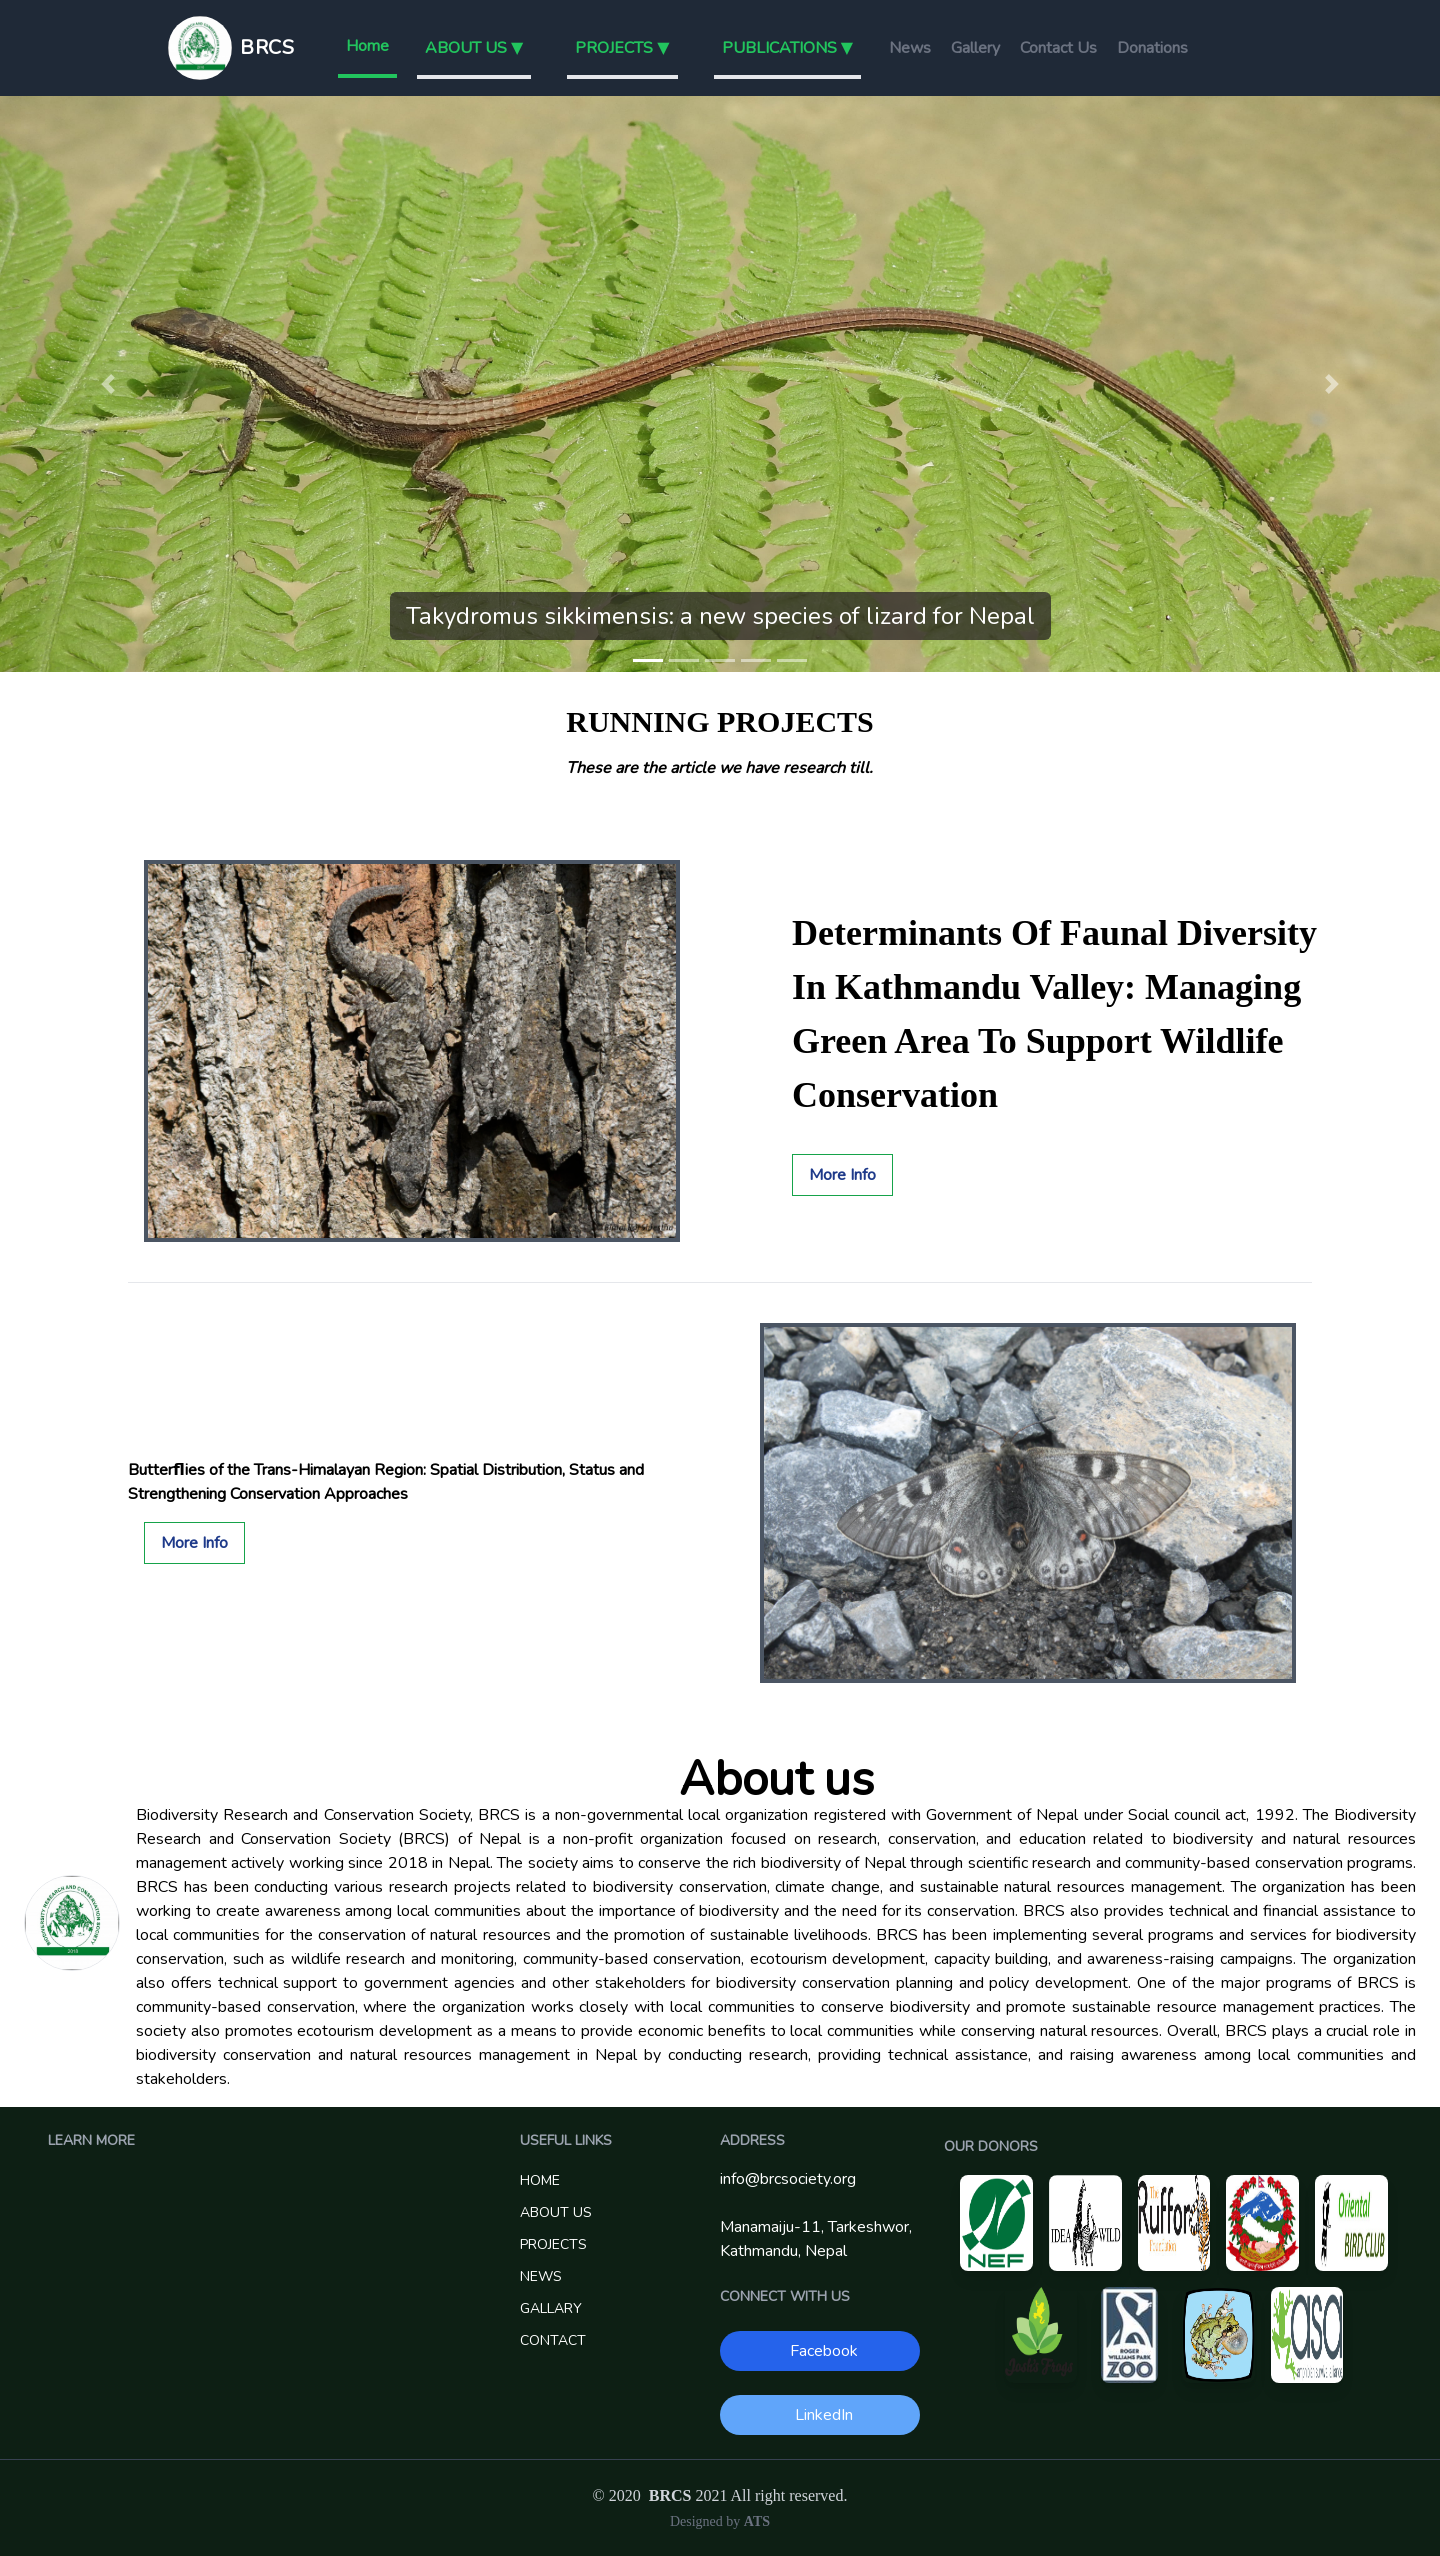 BRCS
Home
ABOUT US ▼
PROJECTS ▼
PUBLICATIONS ▼
News
Gallery
Contact Us
Donations
Takydromus sikkimensis: a new species of lizard for Nepal
RUNNING PROJECTS
These are the article we have research till.
Determinants Of Faunal Diversity
In Kathmandu Valley: Managing
Green Area To Support Wildlife
Conservation
More Info
Butterflies of the Trans-Himalayan Region: Spatial Distribution, Status and
Strengthening Conservation Approaches
More Info
About us
Biodiversity Research and Conservation Society, BRCS is a non-governmental local organization registered with Government of Nepal under Social council act, 1992. The Biodiversity
Research and Conservation Society (BRCS) of Nepal is a non-profit organization focused on research, conservation, and education related to biodiversity and natural resources
management actively working since 2018 in Nepal. The society aims to conserve the rich biodiversity of Nepal through scientific research and community-based conservation programs.
BRCS has been conducting various research projects related to biodiversity conservation, climate change, and sustainable natural resources management. The organization has been
working to create awareness among local communities about the importance of biodiversity and the need for its conservation. BRCS also provides technical and financial assistance to
local communities for the conservation of natural resources and the promotion of sustainable livelihoods. BRCS has been implementing several programs and services for biodiversity
conservation, such as wildlife research and monitoring, community-based conservation, ecotourism development, capacity building, and awareness-raising campaigns. The organization
also offers technical support to government agencies and other stakeholders for biodiversity conservation planning and policy development. One of the major programs of BRCS is
community-based conservation, where the organization works closely with local communities to conserve biodiversity and promote sustainable resource management practices. The
society also promotes ecotourism development as a means to provide economic benefits to local communities while conserving natural resources. Overall, BRCS plays a crucial role in
biodiversity conservation and natural resources management in Nepal by conducting research, providing technical assistance, and raising awareness among local communities and
stakeholders.
BIODIVERSITY RESEARCH AND CONSERVATION SOCIETY
2018
LEARN MORE
USEFUL LINKS
HOME
ABOUT US
PROJECTS
NEWS
GALLARY
CONTACT
ADDRESS
info@brcsociety.org
Manamaiju-11, Tarkeshwor,
Kathmandu, Nepal
CONNECT WITH US
Facebook
LinkedIn
OUR DONORS
NEF
IDEA WILD
The
Rufford
Foundation
Oriental
BIRD CLUB
Josh's Frogs
ROGER
WILLIAMS PARK
ZOO
asa
amphibian survival alliance
© 2020 BRCS 2021 All right reserved.
Designed by ATS